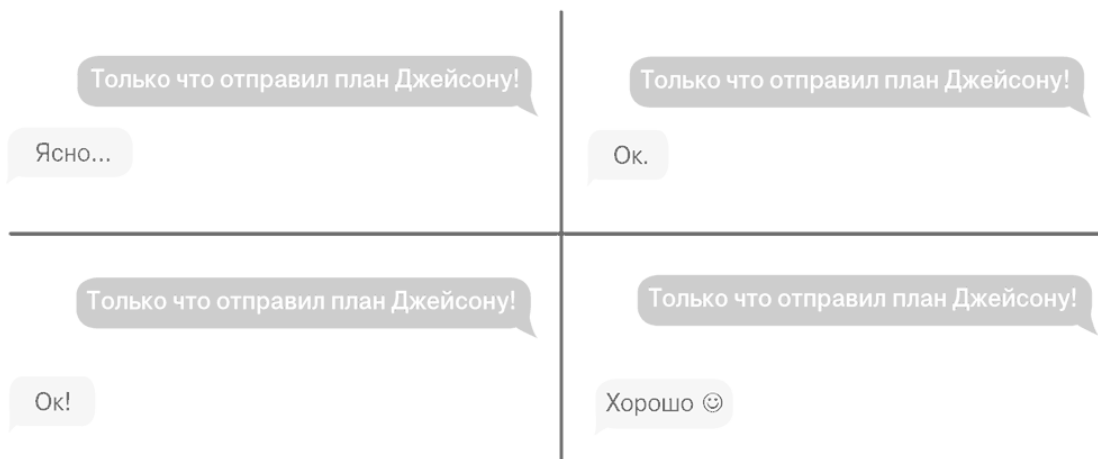 Только что отправил план Джейсону!
Ясно...
Только что отправил план Джейсону!
Ок.
Только что отправил план Джейсону!
Ок!
Только что отправил план Джейсону!
Хорошо ☺